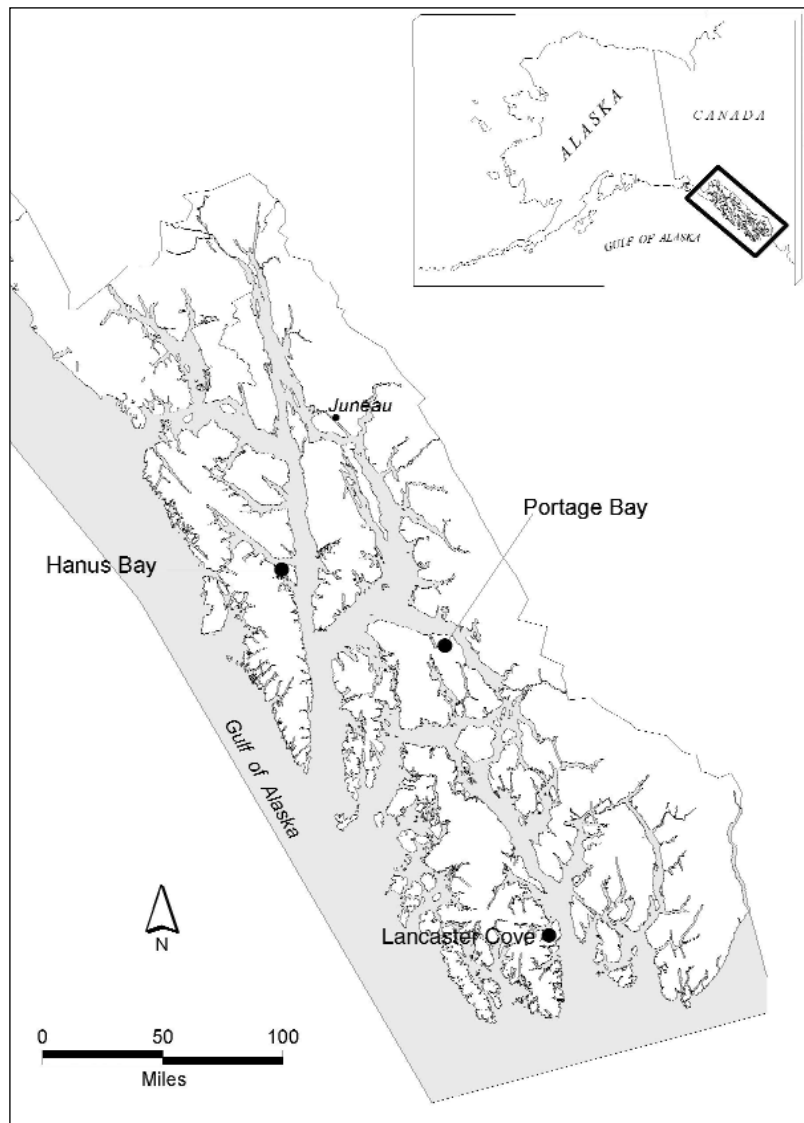 ALASKA
CANADA
GULF OF ALASKA
Juneau
Portage Bay
Hanus Bay
Gulf of Alaska
N
Lancaster Cove
0 50 100
Miles